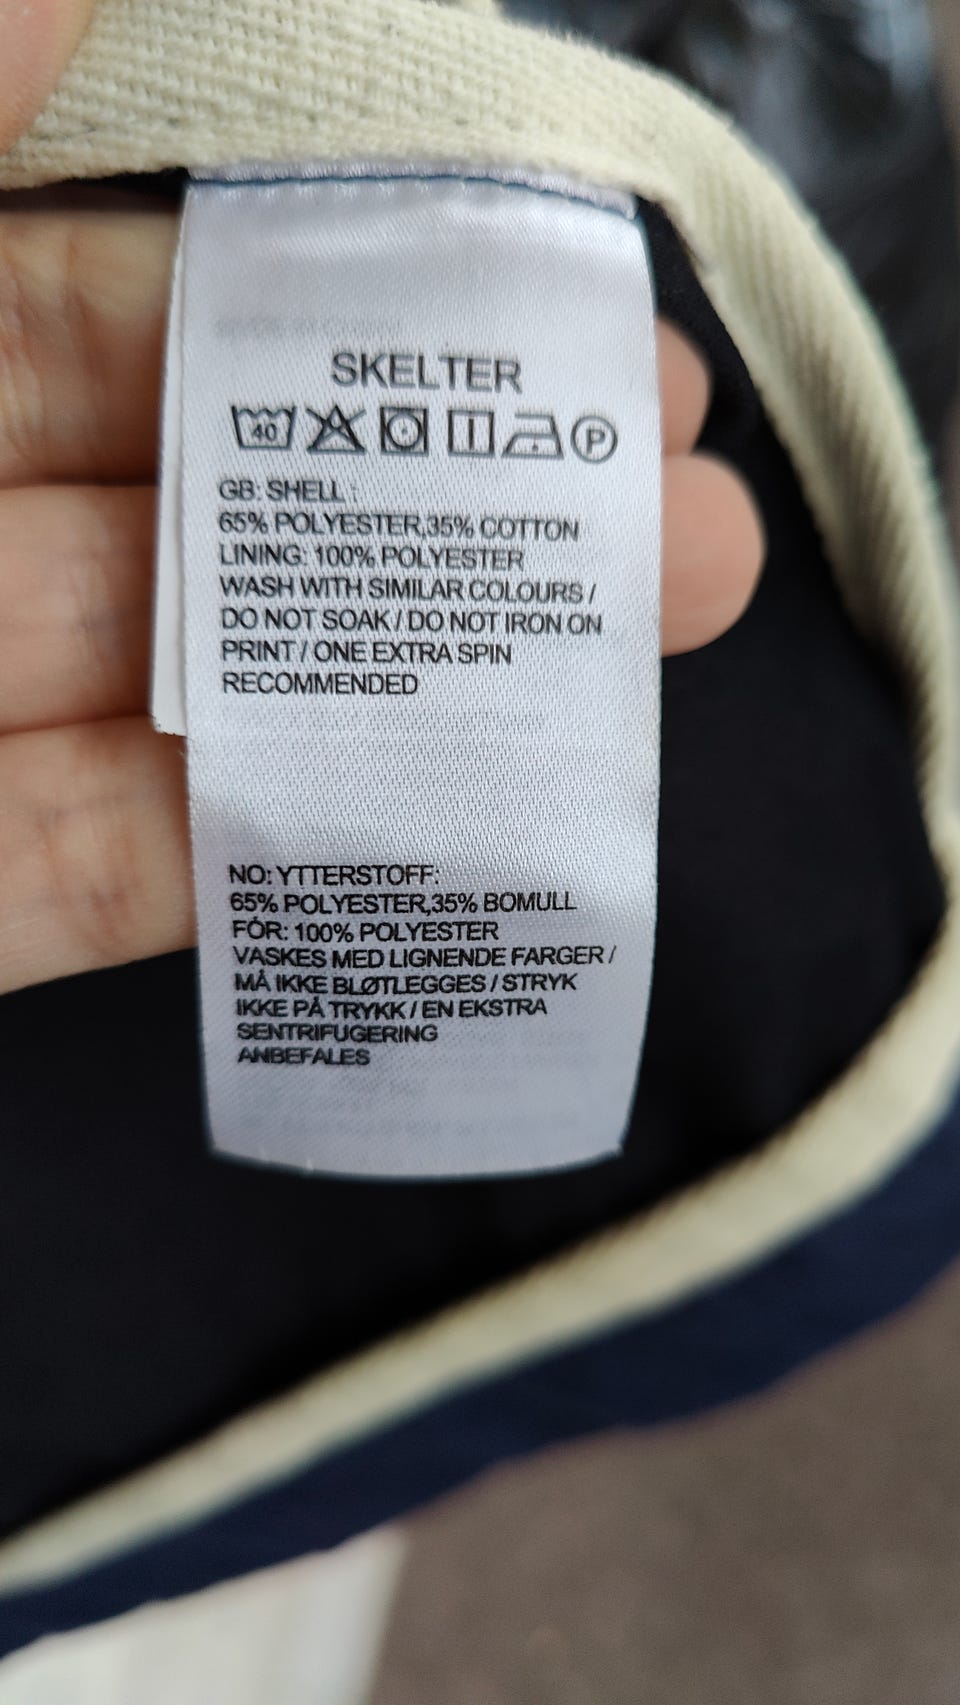 SKELTER
40 P
GB: SHELL :
65% POLYESTER,35% COTTON
LINING: 100% POLYESTER
WASH WITH SIMILAR COLOURS /
DO NOT SOAK / DO NOT IRON ON
PRINT / ONE EXTRA SPIN
RECOMMENDED
NO: YTTERSTOFF:
65% POLYESTER,35% BOMULL
FÓR: 100% POLYESTER
VASKES MED LIGNENDE FARGER /
MÅ IKKE BLØTLEGGES / STRYK
IKKE PÅ TRYKK / EN EKSTRA
SENTRIFUGERING
ANBEFALES